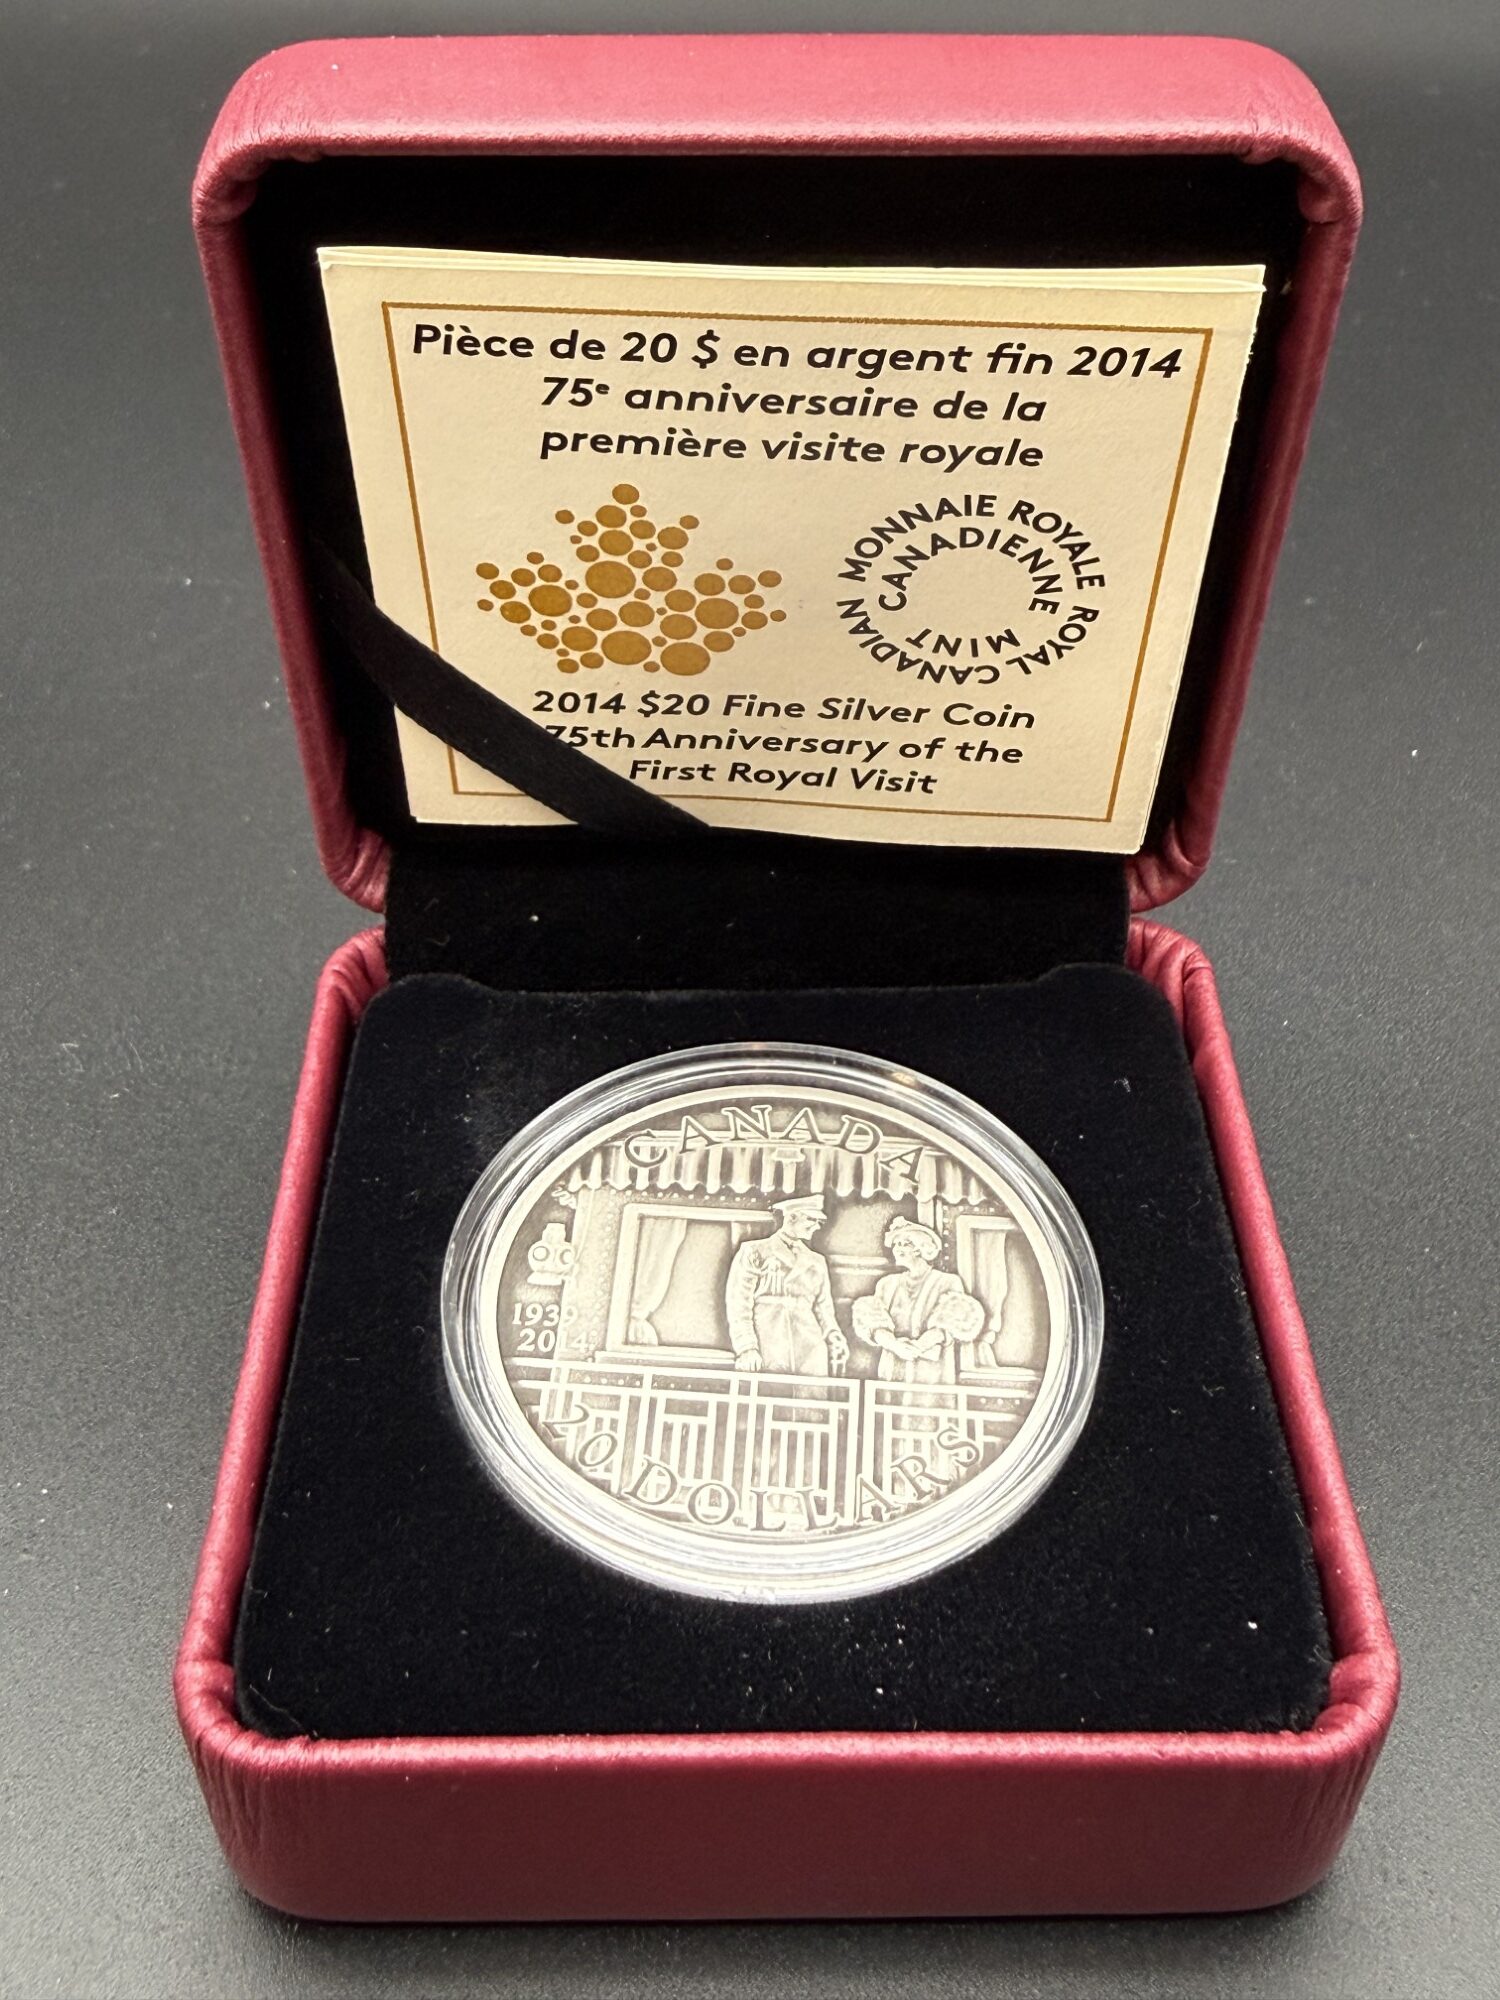 Pièce de 20 $ en argent fin 2014
75e anniversaire de la
première visite royale
MONNAIE ROYALE
CANADIENNE
ROYAL CANADIAN
MINT
2014 $20 Fine Silver Coin
75th Anniversary of the
First Royal Visit
CANADA
1939
2014
20 DOLLARS